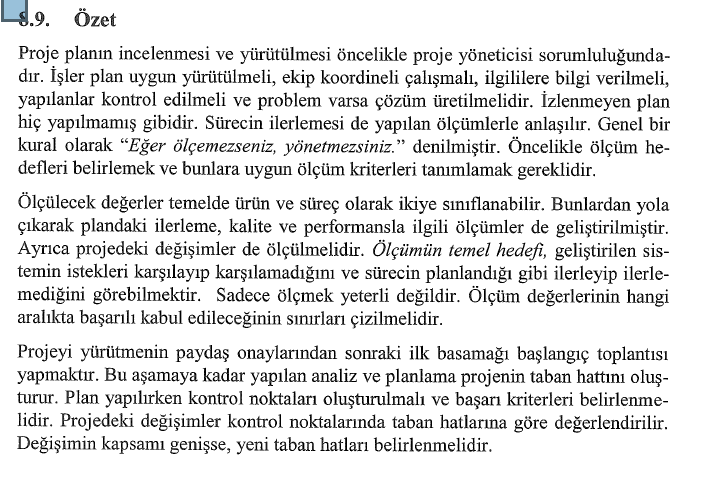 8.9. Özet
Proje planın incelenmesi ve yürütülmesi öncelikle proje yöneticisi sorumluluğunda-
dır. İşler plan uygun yürütülmeli, ekip koordineli çalışmalı, ilgililere bilgi verilmeli,
yapılanlar kontrol edilmeli ve problem varsa çözüm üretilmelidir. İzlenmeyen plan
hiç yapılmamış gibidir. Sürecin ilerlemesi de yapılan ölçümlerle anlaşılır. Genel bir
kural olarak “Eğer ölçemezseniz, yönetmezsiniz.” denilmiştir. Öncelikle ölçüm he-
defleri belirlemek ve bunlara uygun ölçüm kriterleri tanımlamak gereklidir.
Ölçülecek değerler temelde ürün ve süreç olarak ikiye sınıflanabilir. Bunlardan yola
çıkarak plandaki ilerleme, kalite ve performansla ilgili ölçümler de geliştirilmiştir.
Ayrıca projedeki değişimler de ölçülmelidir. Ölçümün temel hedefi, geliştirilen sis-
temin istekleri karşılayıp karşılamadığını ve sürecin planlandığı gibi ilerleyip ilerle-
mediğini görebilmektir. Sadece ölçmek yeterli değildir. Ölçüm değerlerinin hangi
aralıkta başarılı kabul edileceğinin sınırları çizilmelidir.
Projeyi yürütmenin paydaş onaylarından sonraki ilk basamağı başlangıç toplantısı
yapmaktır. Bu aşamaya kadar yapılan analiz ve planlama projenin taban hattını oluş-
turur. Plan yapılırken kontrol noktaları oluşturulmalı ve başarı kriterleri belirlenme-
lidir. Projedeki değişimler kontrol noktalarında taban hatlarına göre değerlendirilir.
Değişimin kapsamı genişse, yeni taban hatları belirlenmelidir.